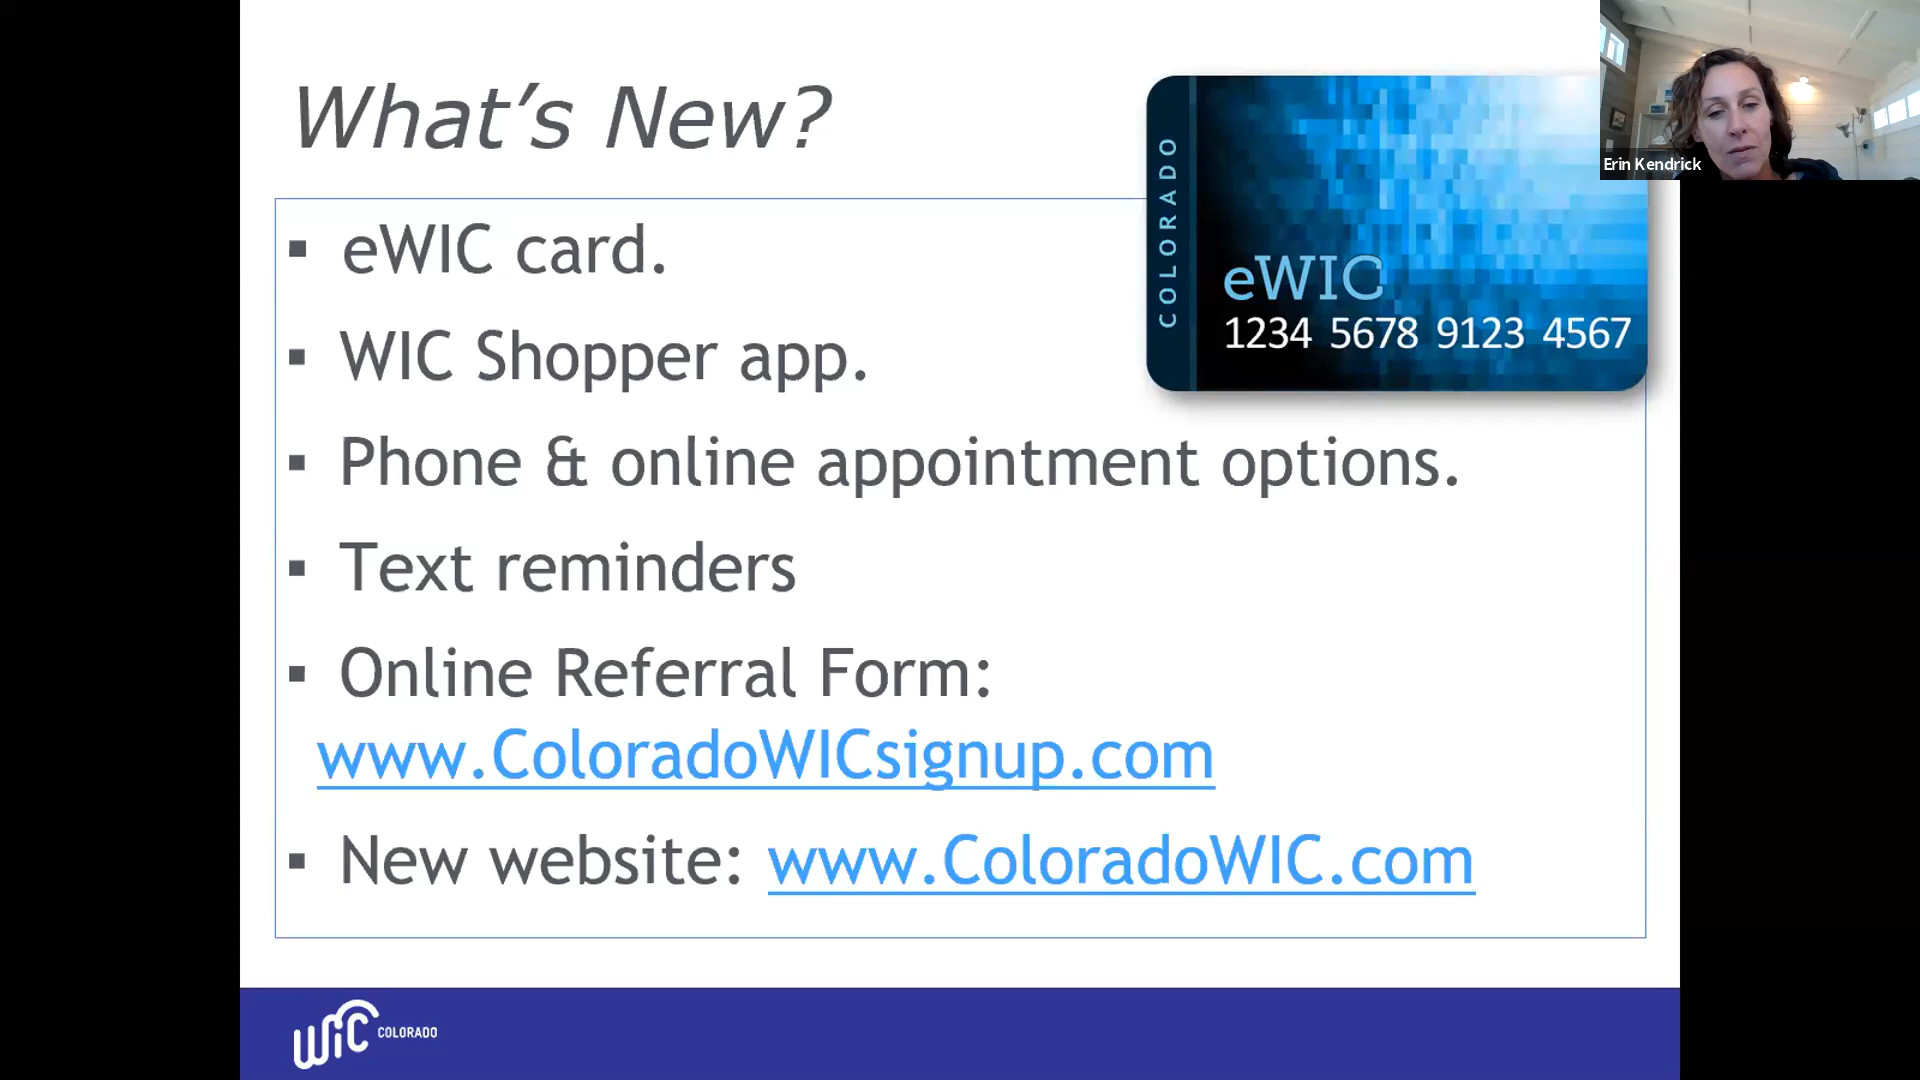 What's New?
COLORADO
eWIC
1234 5678 9123 4567
Erin Kendrick
▪ eWIC card.
▪ WIC Shopper app.
▪ Phone & online appointment options.
▪ Text reminders
▪ Online Referral Form:
www.ColoradoWICsignup.com
▪ New website: www.ColoradoWIC.com
WiC COLORADO